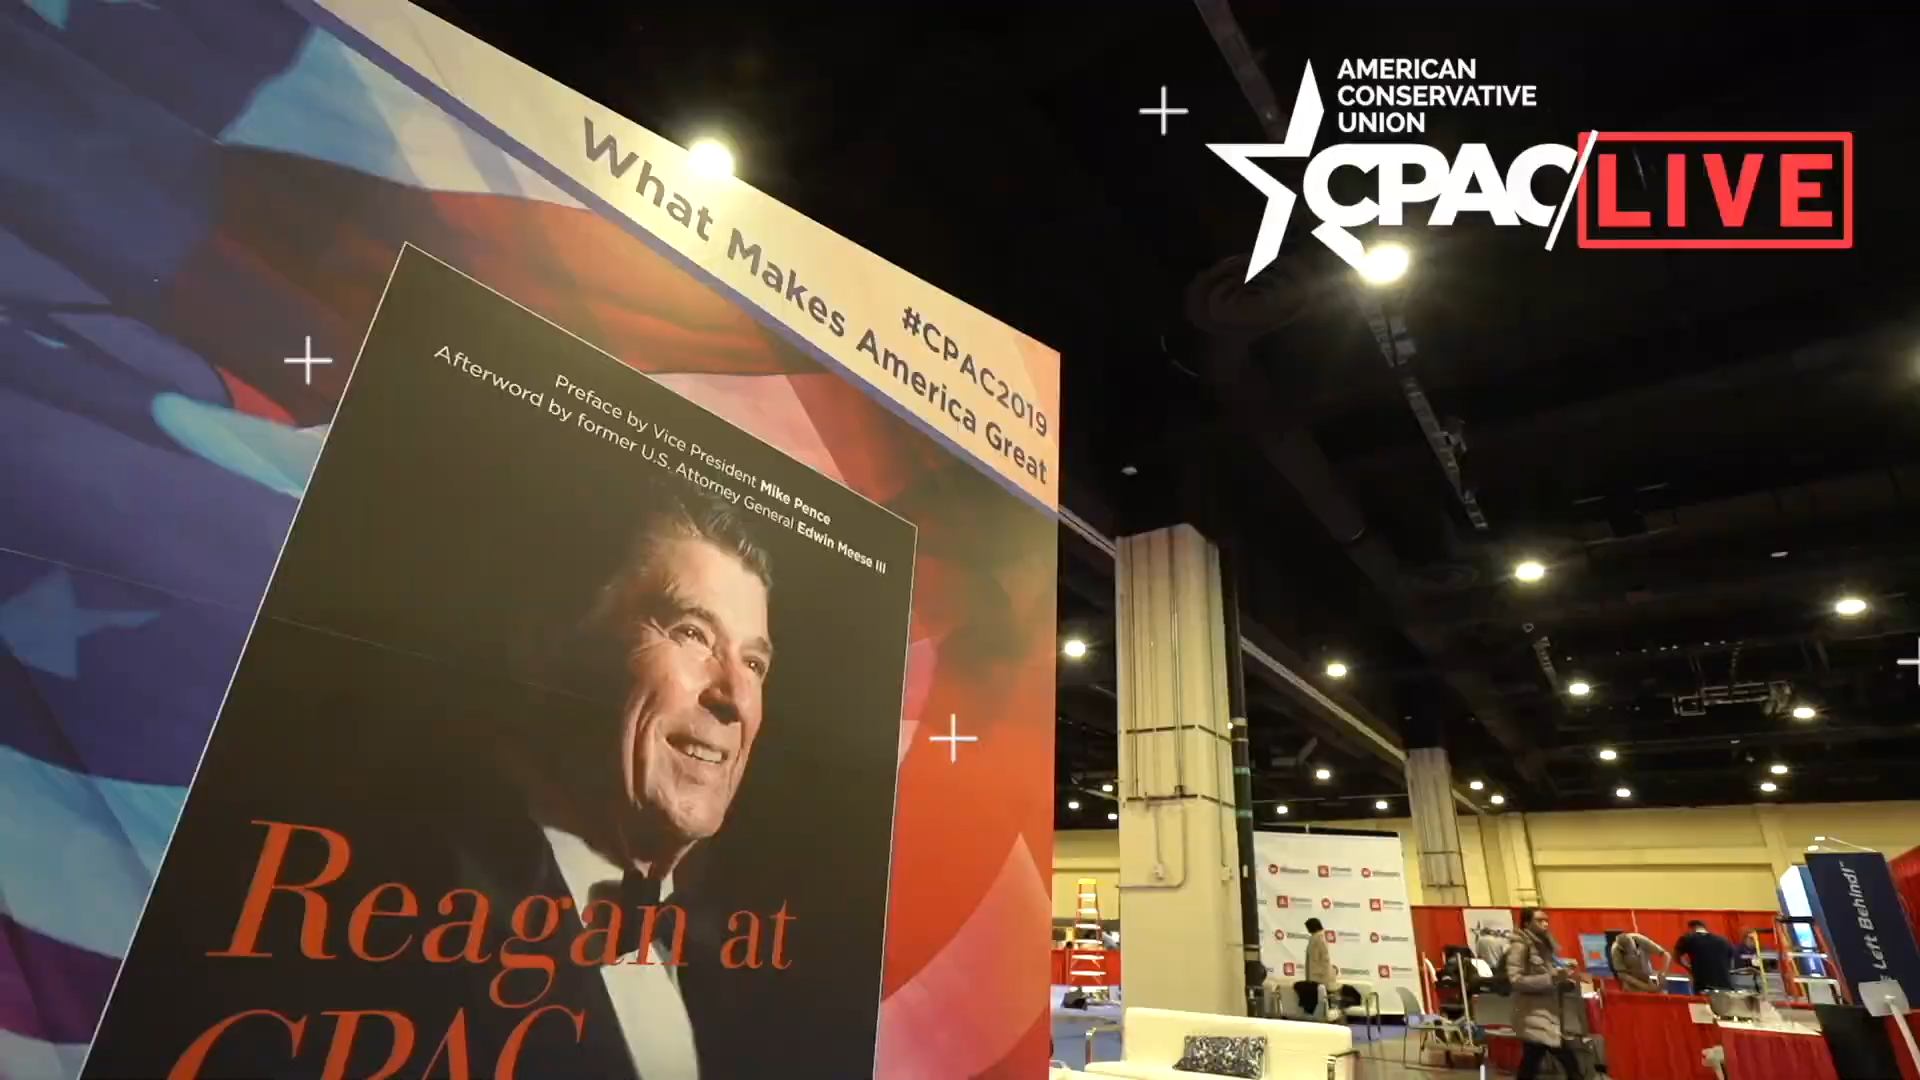 What Makes America Great
#CPAC2019
Preface by Vice President Mike Pence
Afterword by former U.S. Attorney General Edwin Meese III
Reagan at
CPAC
AMERICAN
CONSERVATIVE
UNION
CPAC/LIVE
Left Behind!